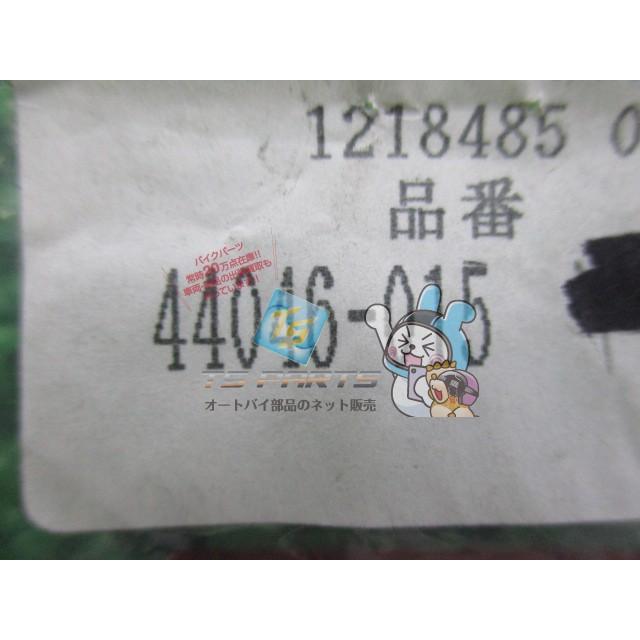 1218485 0
品番
バイクパーツ
常時20万点在庫!!
44046-015
TS PARTS
オートバイ部品のネット販売